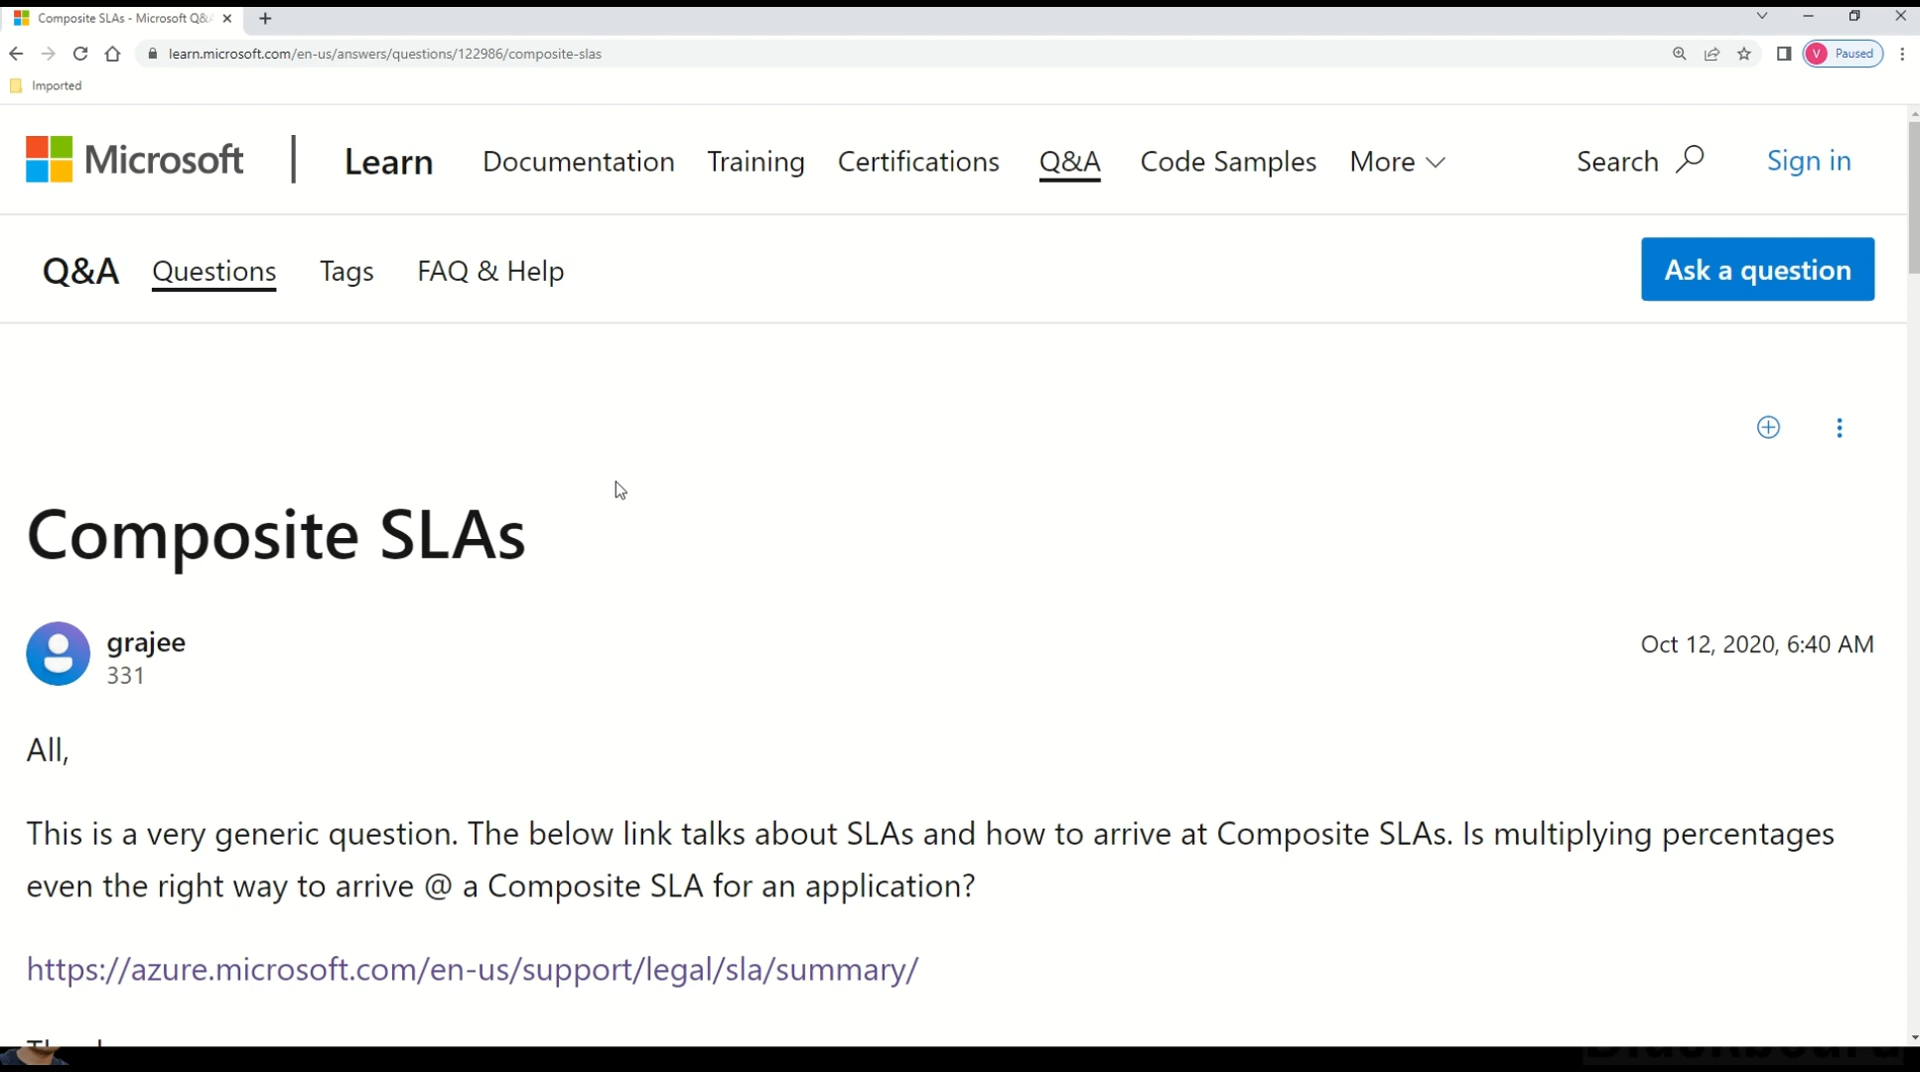 Composite SLAs - Microsoft Q&A
learn.microsoft.com/en-us/answers/questions/122986/composite-slas
V Paused
Imported
Microsoft Learn Documentation Training Certifications Q&A Code Samples More Search Sign in
Q&A Questions Tags FAQ & Help Ask a question
Composite SLAs
grajee
331
Oct 12, 2020, 6:40 AM
All,
This is a very generic question. The below link talks about SLAs and how to arrive at Composite SLAs. Is multiplying percentages
even the right way to arrive @ a Composite SLA for an application?
https://azure.microsoft.com/en-us/support/legal/sla/summary/